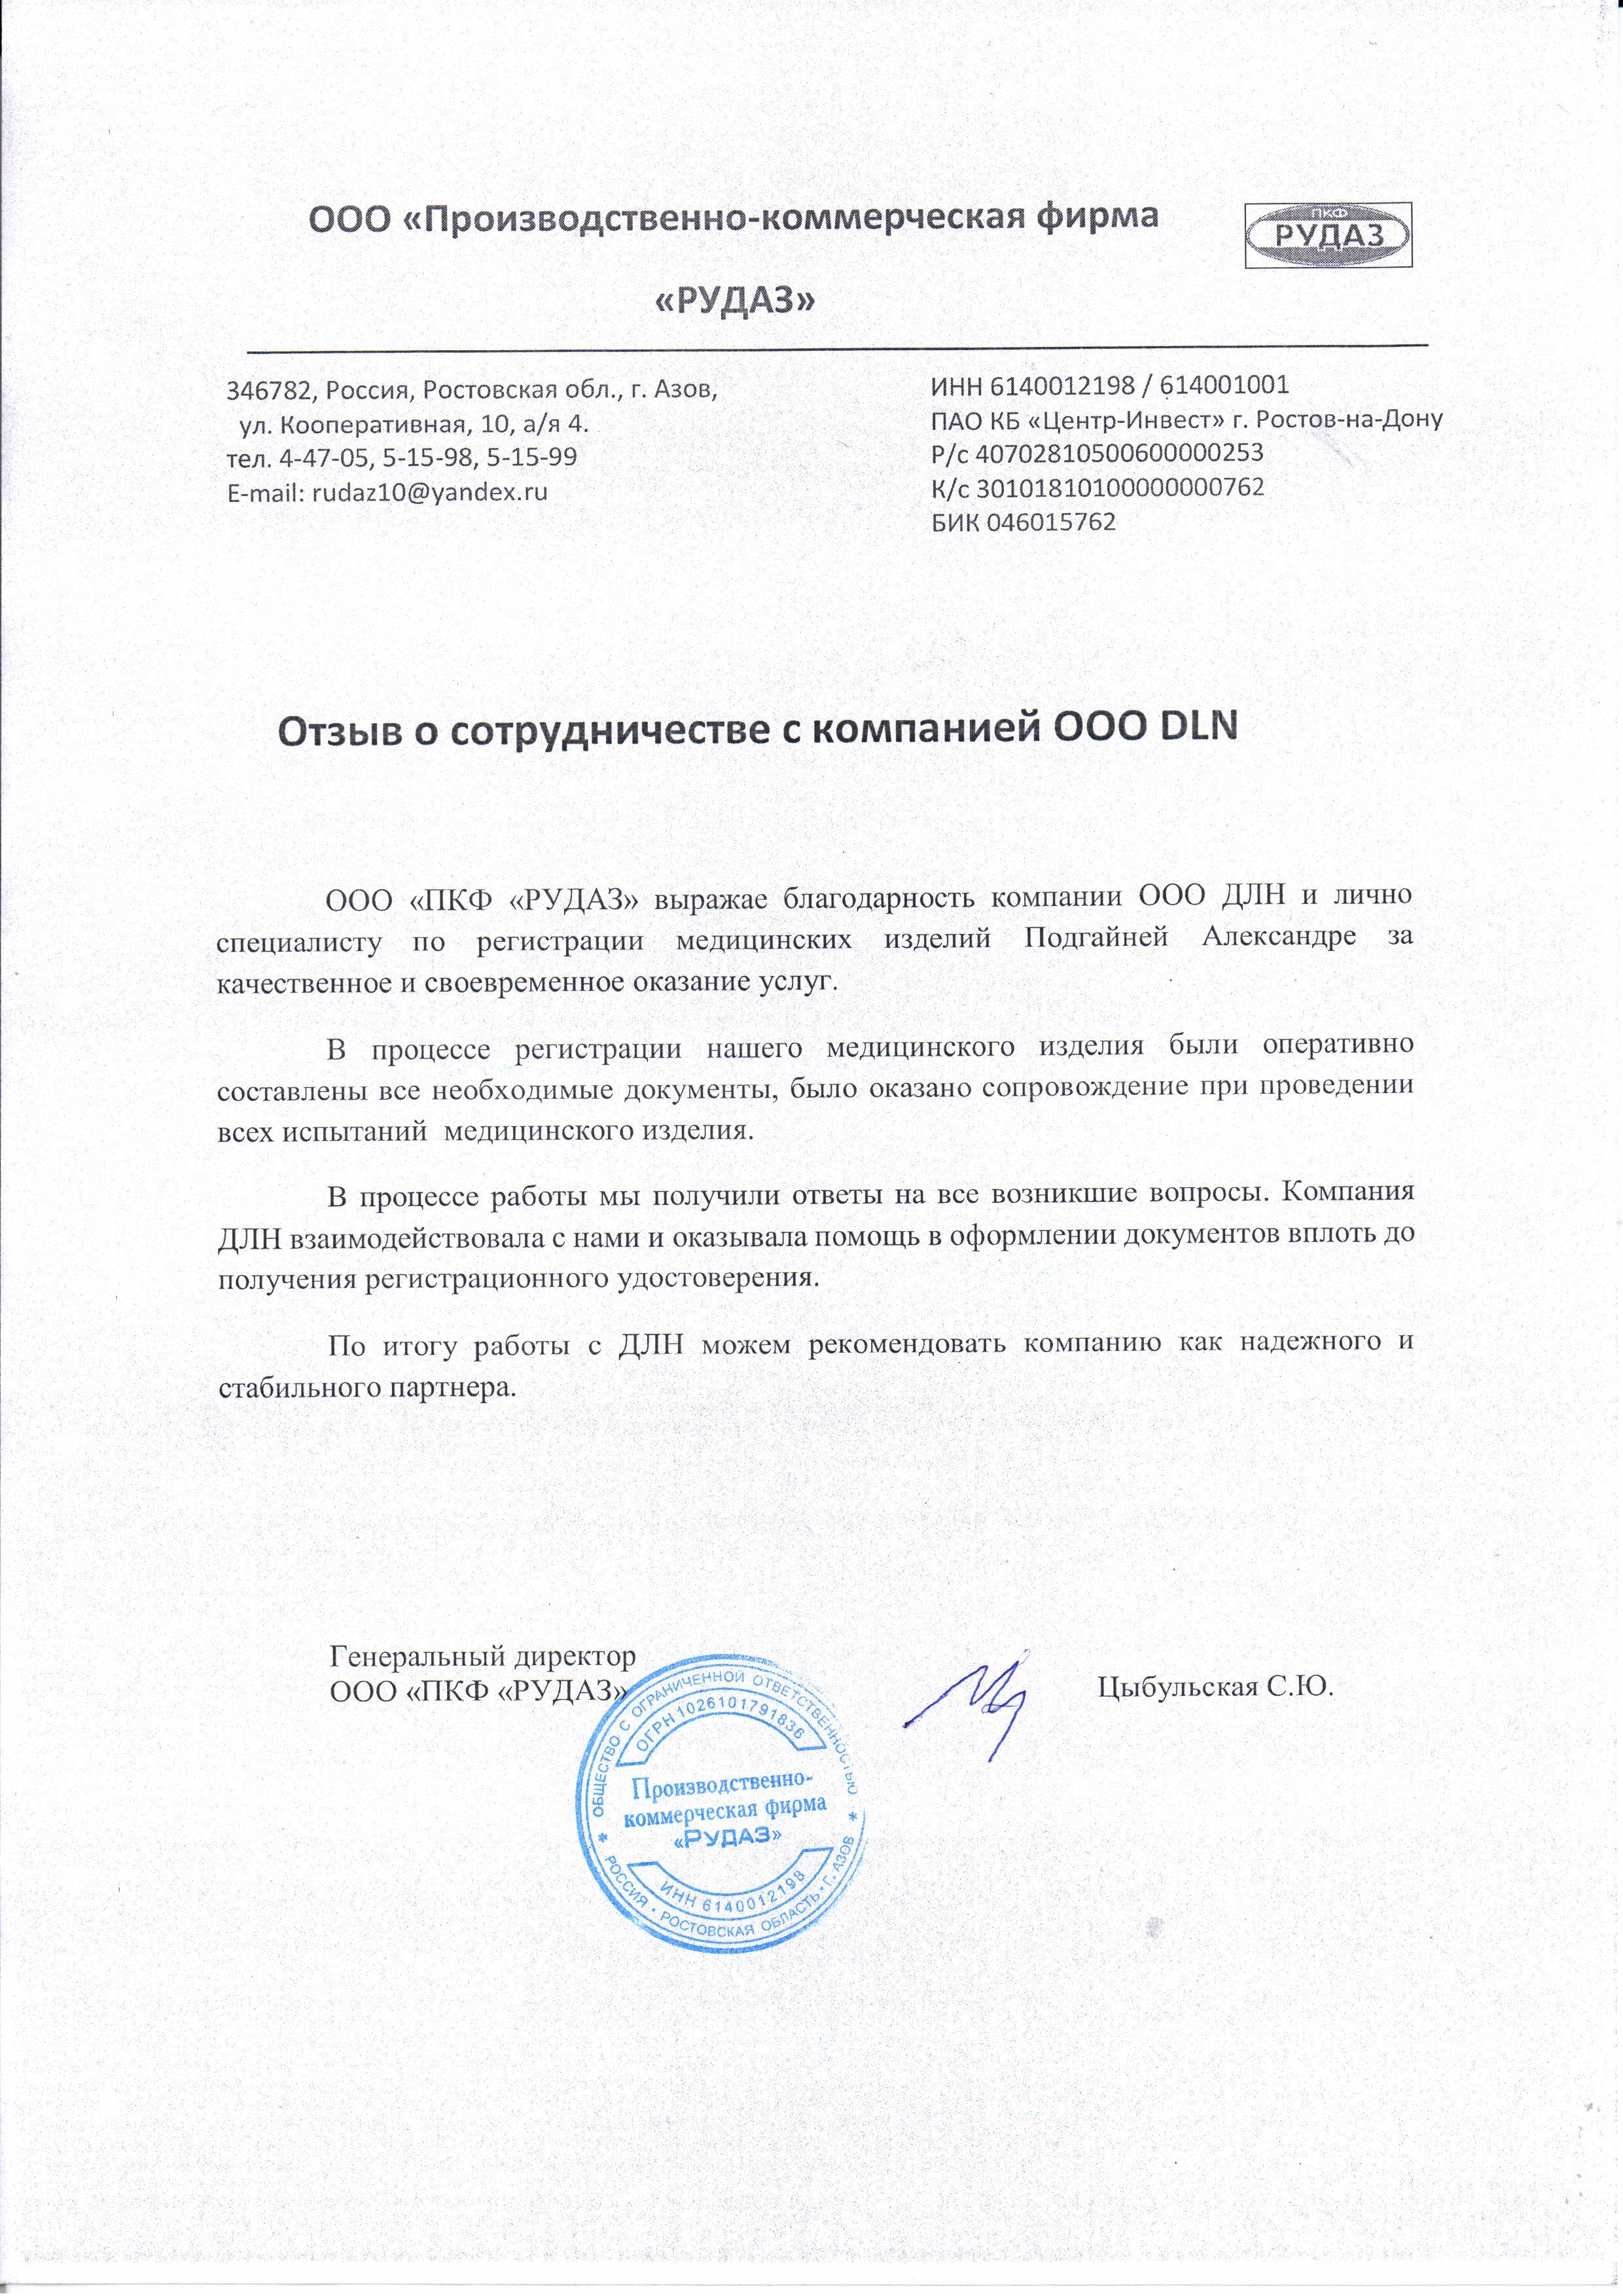 ООО «Производственно-коммерческая фирма
«РУДАЗ»
ПКФ
РУДАЗ
346782, Россия, Ростовская обл., г. Азов,
ул. Кооперативная, 10, а/я 4.
тел. 4-47-05, 5-15-98, 5-15-99
E-mail: rudaz10@yandex.ru
ИНН 6140012198 / 614001001
ПАО КБ «Центр-Инвест» г. Ростов-на-Дону
Р/с 40702810500600000253
К/с 30101810100000000762
БИК 046015762
Отзыв о сотрудничестве с компанией ООО DLN
ООО «ПКФ «РУДАЗ» выражае благодарность компании ООО ДЛН и лично
специалисту по регистрации медицинских изделий Подгайней Александре за
качественное и своевременное оказание услуг.
В процессе регистрации нашего медицинского изделия были оперативно
составлены все необходимые документы, было оказано сопровождение при проведении
всех испытаний медицинского изделия.
В процессе работы мы получили ответы на все возникшие вопросы. Компания
ДЛН взаимодействовала с нами и оказывала помощь в оформлении документов вплоть до
получения регистрационного удостоверения.
По итогу работы с ДЛН можем рекомендовать компанию как надежного и
стабильного партнера.
Генеральный директор
ООО «ПКФ «РУДАЗ»
Цыбульская С.Ю.
ОБЩЕСТВО С ОГРАНИЧЕННОЙ ОТВЕТСТВЕННОСТЬЮ
ОГРН 1026101791836
Производственно-
коммерческая фирма
«РУДАЗ»
ИНН 6140012198
* РОССИЯ • РОСТОВСКАЯ ОБЛАСТЬ • Г. АЗОВ *